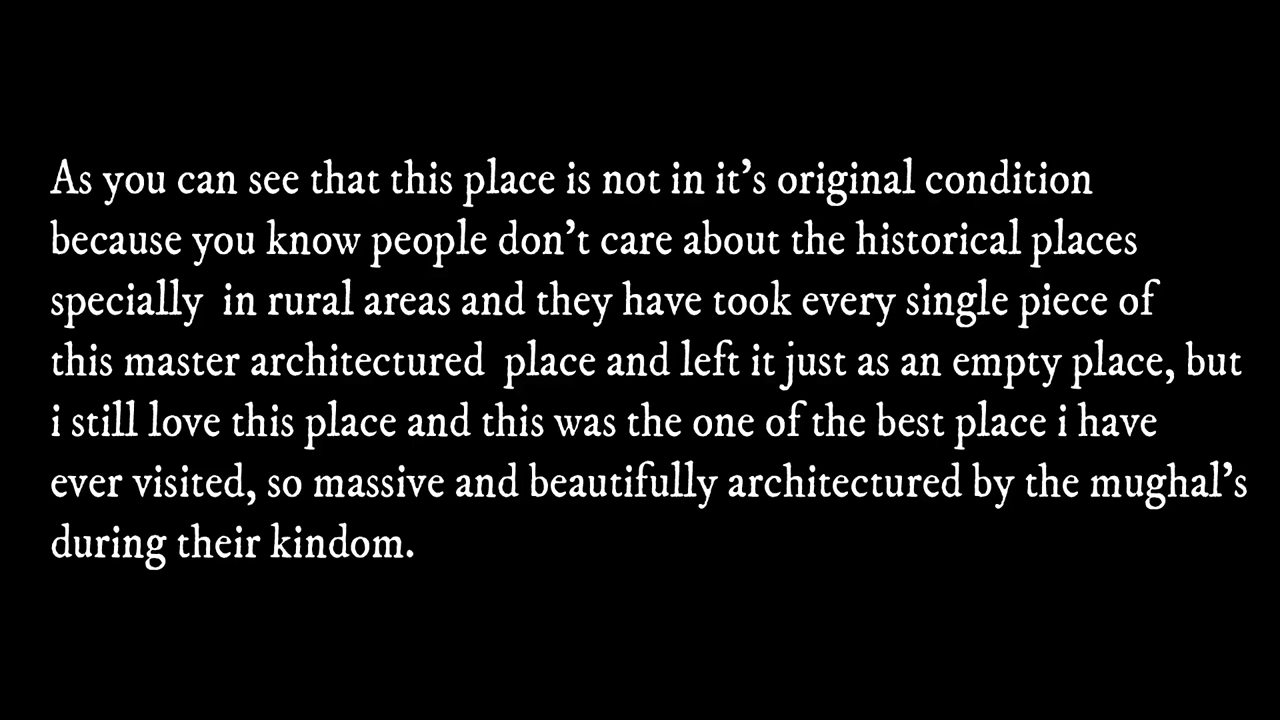 As you can see that this place is not in it's original condition
because you know people don't care about the historical places
specially  in rural areas and they have took every single piece of
this master architectured  place and left it just as an empty place, but
i still love this place and this was the one of the best place i have
ever visited, so massive and beautifully architectured by the mughal's
during their kindom.